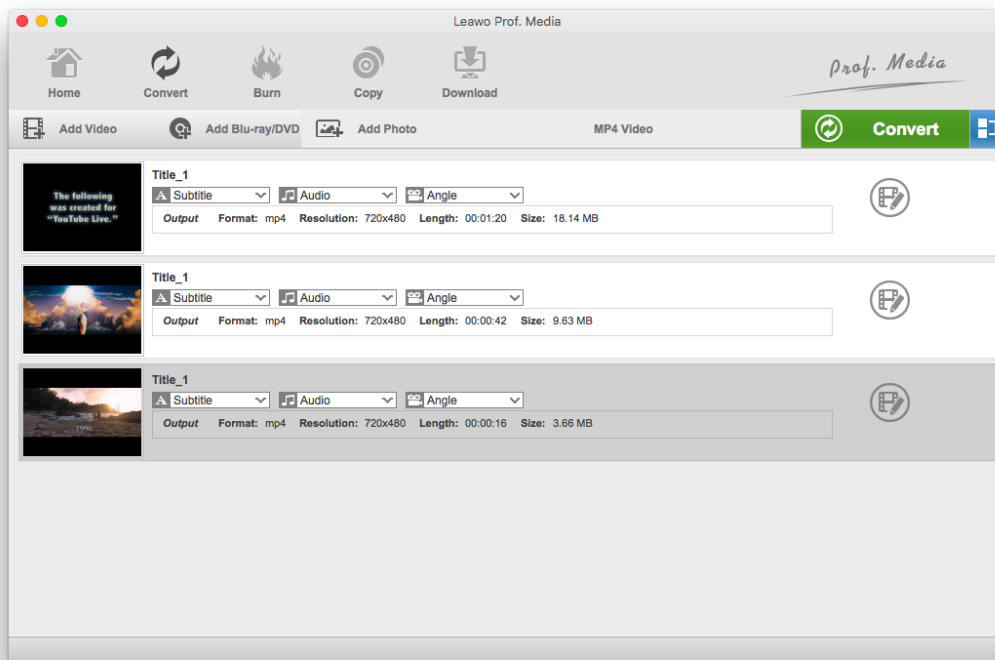 Leawo Prof. Media
Home Convert Burn Copy Download
Prof. Media
Add Video Add Blu-ray/DVD Add Photo MP4 Video Convert
The following
was created for
"YouTube Live."
Title_1
A Subtitle Audio Angle
Output Format: mp4 Resolution: 720x480 Length: 00:01:20 Size: 18.14 MB
Title_1
A Subtitle Audio Angle
Output Format: mp4 Resolution: 720x480 Length: 00:00:42 Size: 9.63 MB
1996
Title_1
A Subtitle Audio Angle
Output Format: mp4 Resolution: 720x480 Length: 00:00:16 Size: 3.66 MB